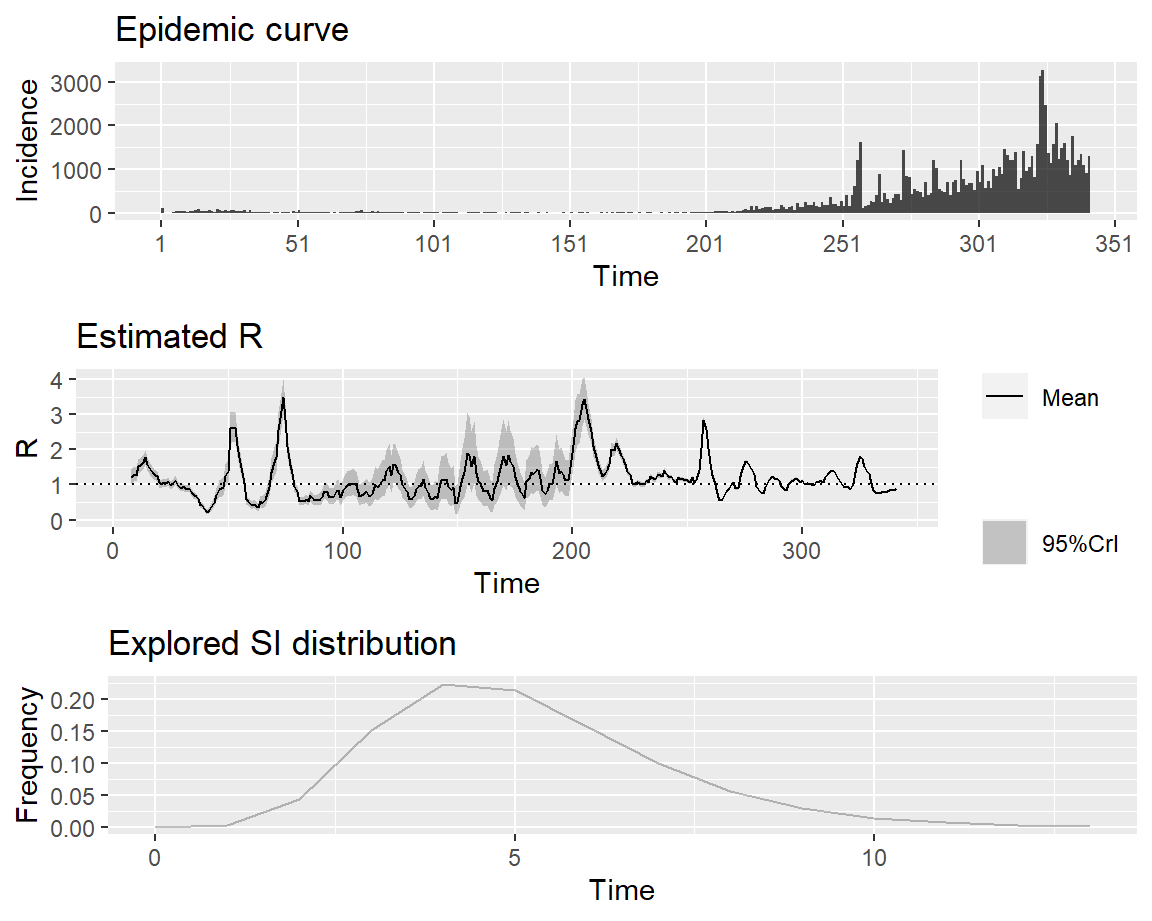 Epidemic curve
Incidence
3000
2000
1000
0
1 51 101 151 201 251 301 351
Time
Estimated R
R
4
3
2
1
0
0 100 200 300
Time
Mean
95%CrI
Explored SI distribution
Frequency
0.20
0.15
0.10
0.05
0.00
0 5 10
Time